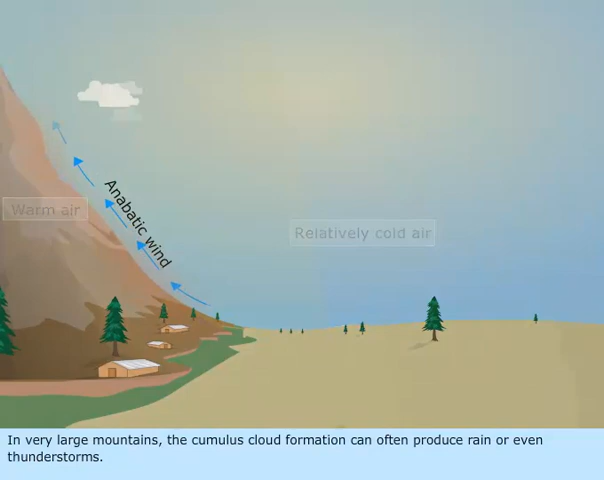 Warm air
Anabatic wind
Relatively cold air
In very large mountains, the cumulus cloud formation can often produce rain or even
thunderstorms.